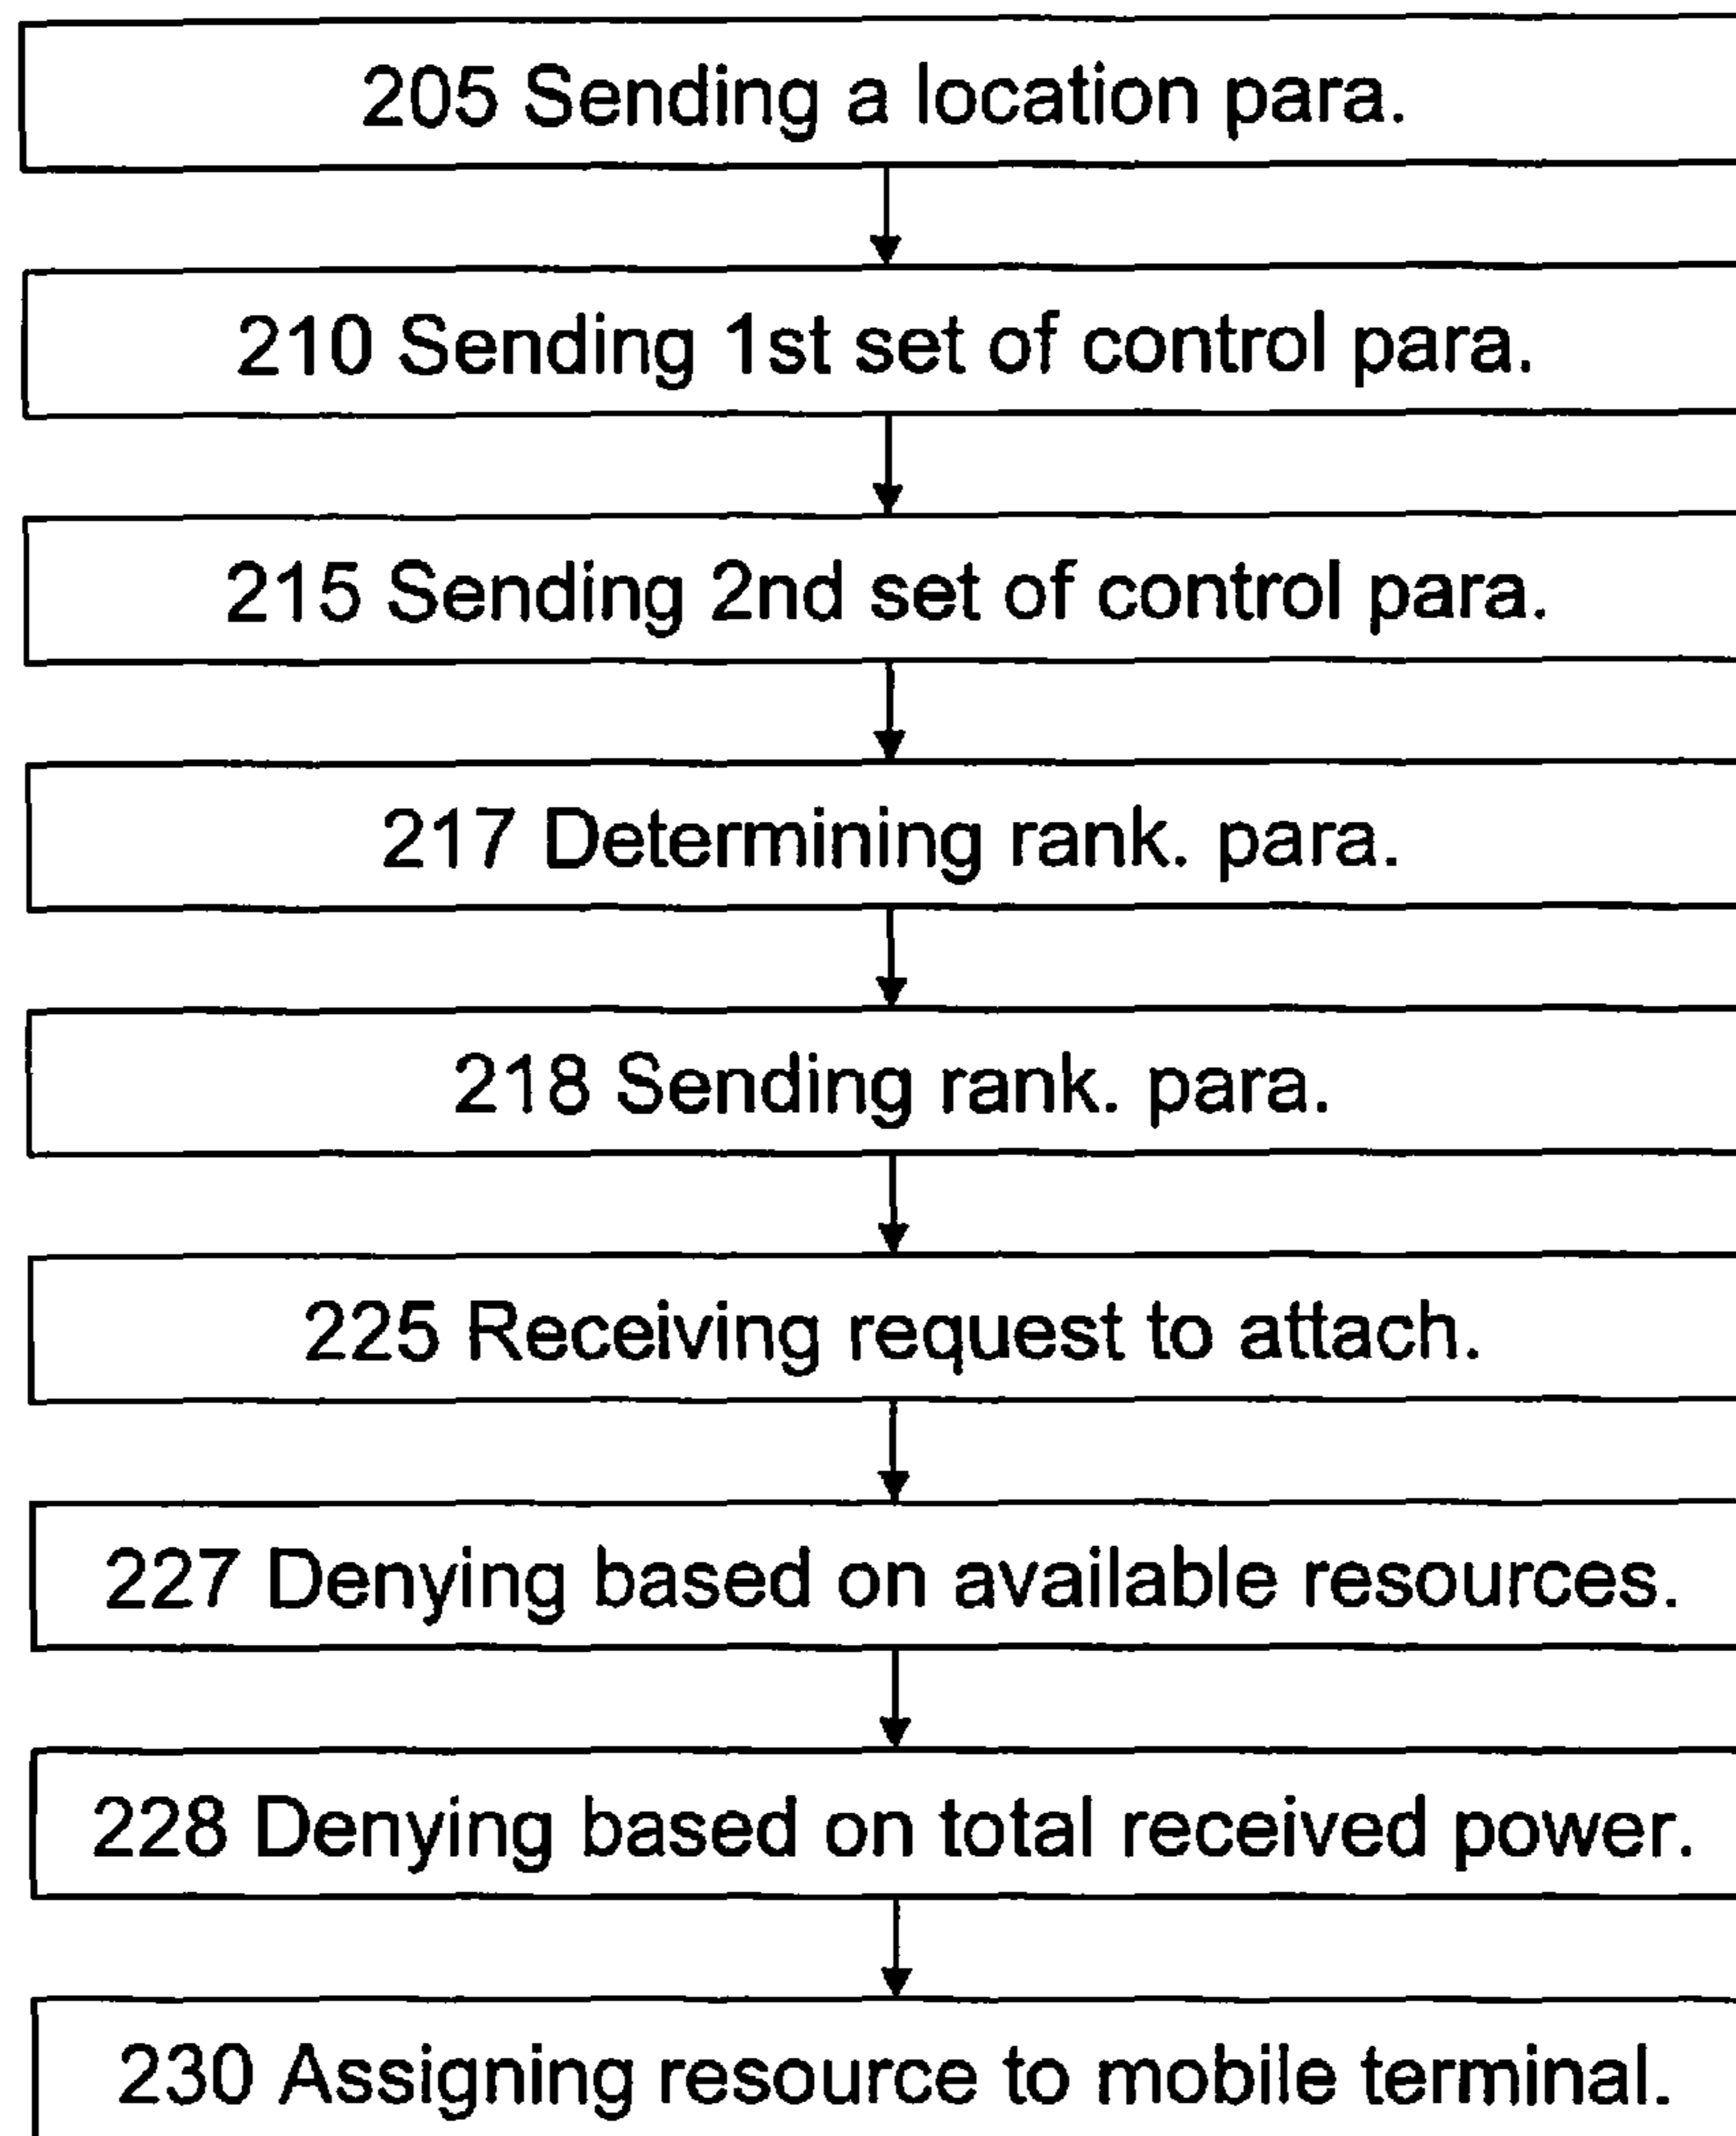 205 Sending a location para.
210 Sending 1st set of control para.
215 Sending 2nd set of control para.
217 Determining rank. para.
218 Sending rank. para.
225 Receiving request to attach.
227 Denying based on available resources.
228 Denying based on total received power.
230 Assigning resource to mobile terminal.